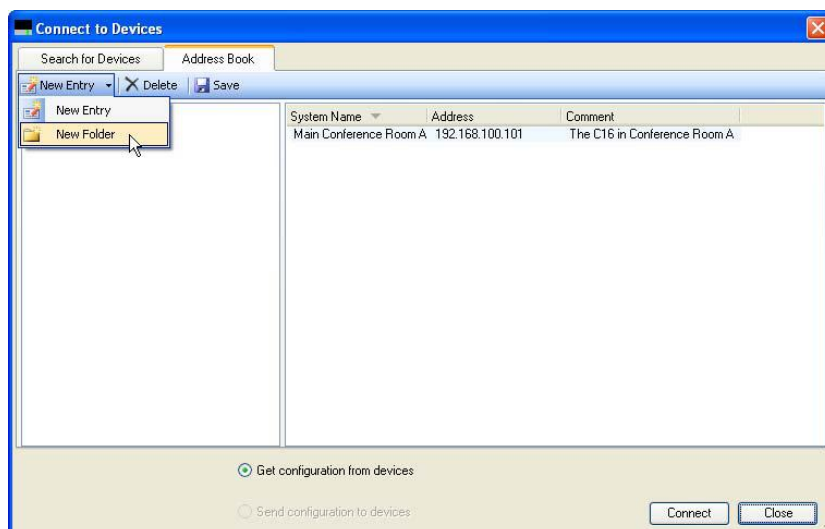 Connect to Devices
Search for Devices Address Book
New Entry Delete Save
New Entry
New Folder
System Name Address Comment
Main Conference Room A 192.168.100.101 The C16 in Conference Room A
Get configuration from devices
Send configuration to devices
Connect Close